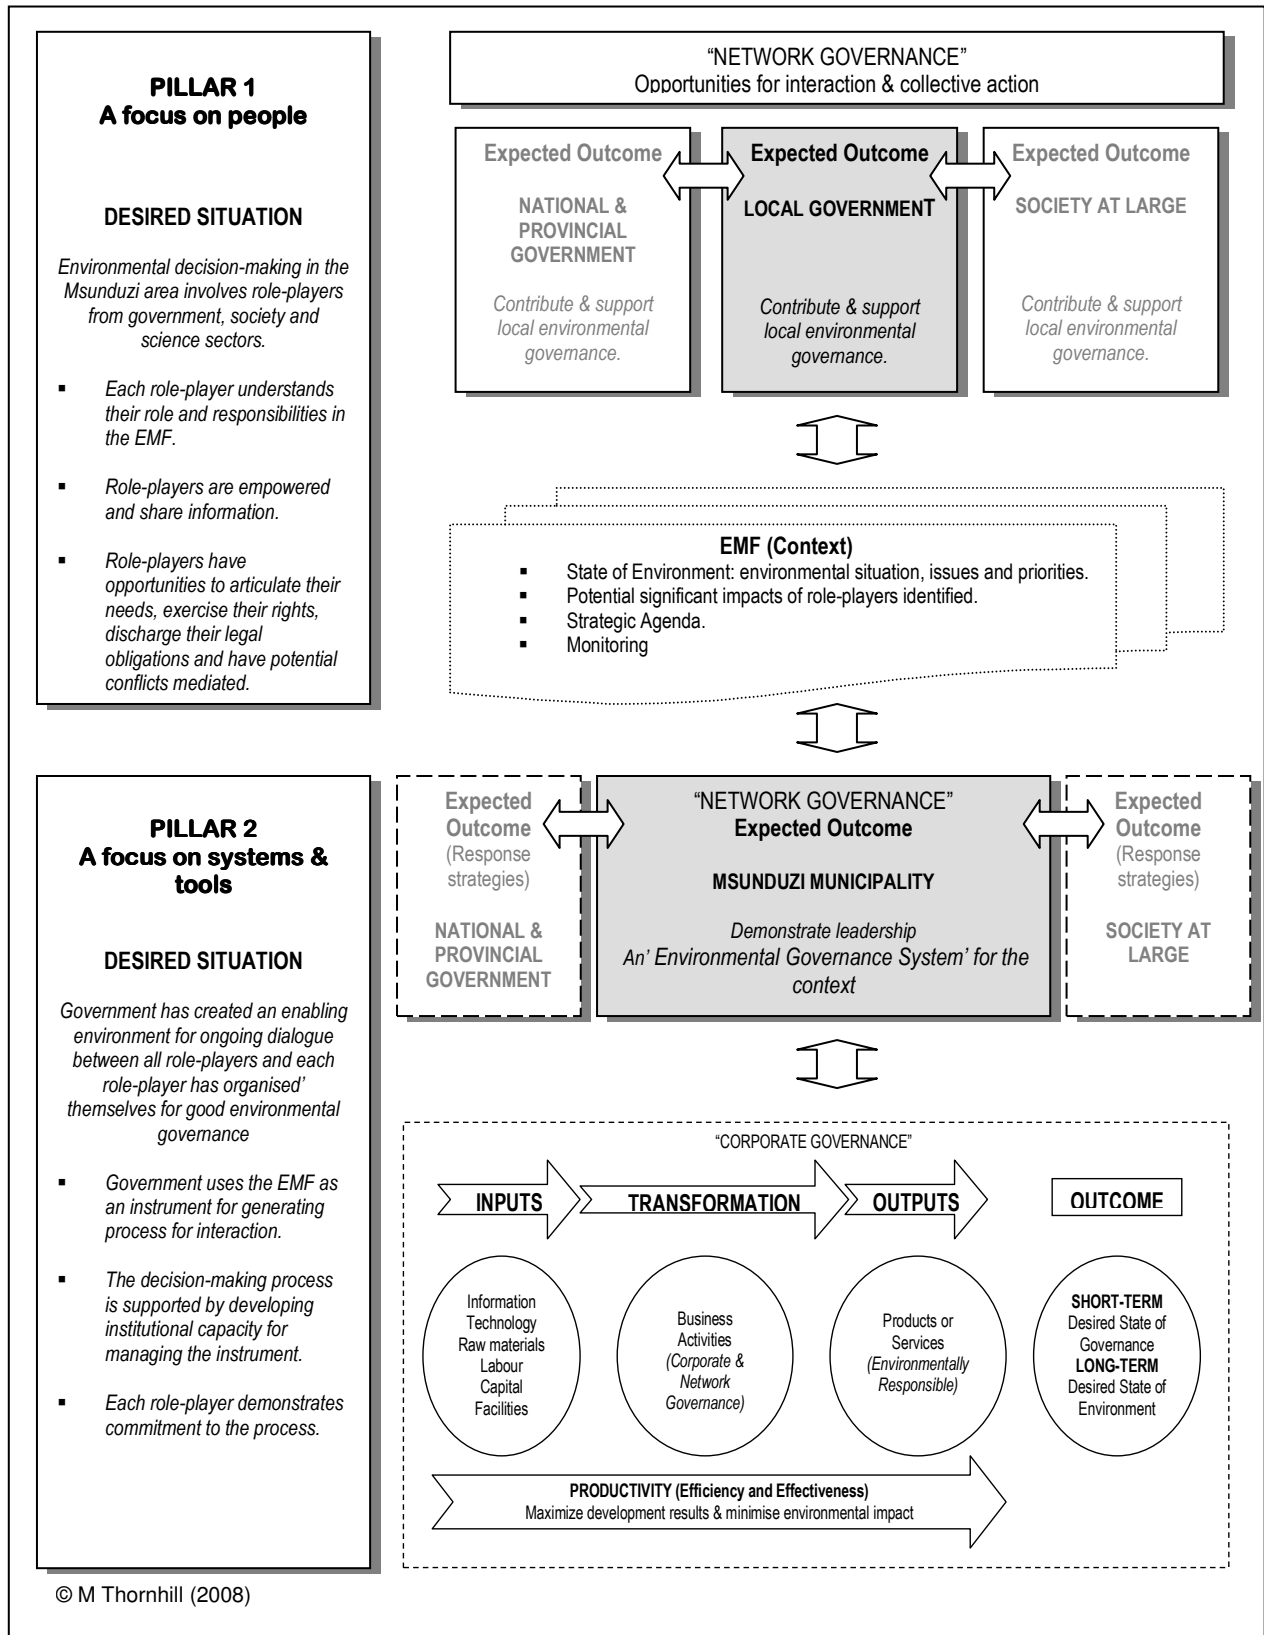 PILLAR 1
A focus on people
DESIRED SITUATION
Environmental decision-making in the
Msunduzi area involves role-players
from government, society and
science sectors.
▪ Each role-player understands
their role and responsibilities in
the EMF.
▪ Role-players are empowered
and share information.
▪ Role-players have
opportunities to articulate their
needs, exercise their rights,
discharge their legal
obligations and have potential
conflicts mediated.
“NETWORK GOVERNANCE”
Opportunities for interaction & collective action
Expected Outcome
NATIONAL &
PROVINCIAL
GOVERNMENT
Contribute & support
local environmental
governance.
Expected Outcome
LOCAL GOVERNMENT
Contribute & support
local environmental
governance.
Expected Outcome
SOCIETY AT LARGE
Contribute & support
local environmental
governance.
EMF (Context)
▪ State of Environment: environmental situation, issues and priorities.
▪ Potential significant impacts of role-players identified.
▪ Strategic Agenda.
▪ Monitoring
PILLAR 2
A focus on systems &
tools
DESIRED SITUATION
Government has created an enabling
environment for ongoing dialogue
between all role-players and each
role-player has organised’
themselves for good environmental
governance
▪ Government uses the EMF as
an instrument for generating
process for interaction.
▪ The decision-making process
is supported by developing
institutional capacity for
managing the instrument.
▪ Each role-player demonstrates
commitment to the process.
Expected
Outcome
(Response
strategies)
NATIONAL &
PROVINCIAL
GOVERNMENT
“NETWORK GOVERNANCE”
Expected Outcome
MSUNDUZI MUNICIPALITY
Demonstrate leadership
An’ Environmental Governance System’ for the
context
Expected
Outcome
(Response
strategies)
SOCIETY AT
LARGE
“CORPORATE GOVERNANCE”
INPUTS
TRANSFORMATION
OUTPUTS
OUTCOME
Information
Technology
Raw materials
Labour
Capital
Facilities
Business
Activities
(Corporate &
Network
Governance)
Products or
Services
(Environmentally
Responsible)
SHORT-TERM
Desired State of
Governance
LONG-TERM
Desired State of
Environment
PRODUCTIVITY (Efficiency and Effectiveness)
Maximize development results & minimise environmental impact
© M Thornhill (2008)